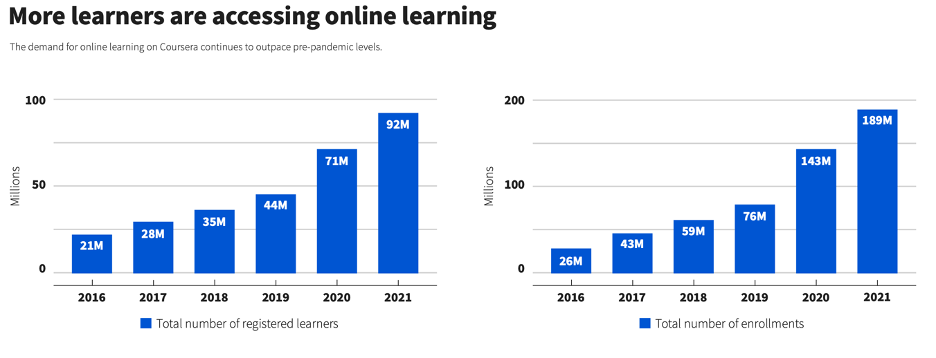 More learners are accessing online learning
The demand for online learning on Coursera continues to outpace pre-pandemic levels.
Millions
100
50
0
21M
28M
35M
44M
71M
92M
2016
2017
2018
2019
2020
2021
Total number of registered learners
Millions
200
100
0
26M
43M
59M
76M
143M
189M
2016
2017
2018
2019
2020
2021
Total number of enrollments